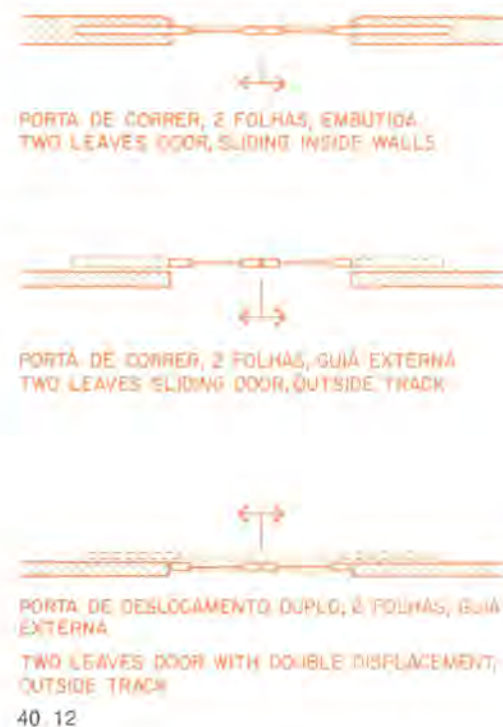 PORTA DE CORRER, 2 FOLHAS, EMBUTIDA
TWO LEAVES DOOR, SLIDING INSIDE WALLS
PORTA DE CORRER, 2 FOLHAS, GUIA EXTERNA
TWO LEAVES SLIDING DOOR, OUTSIDE TRACK
PORTA DE DESLOCAMENTO DUPLO, 2 FOLHAS, GUIA
EXTERNA
TWO LEAVES DOOR WITH DOUBLE DISPLACEMENT,
OUTSIDE TRACK
40.12